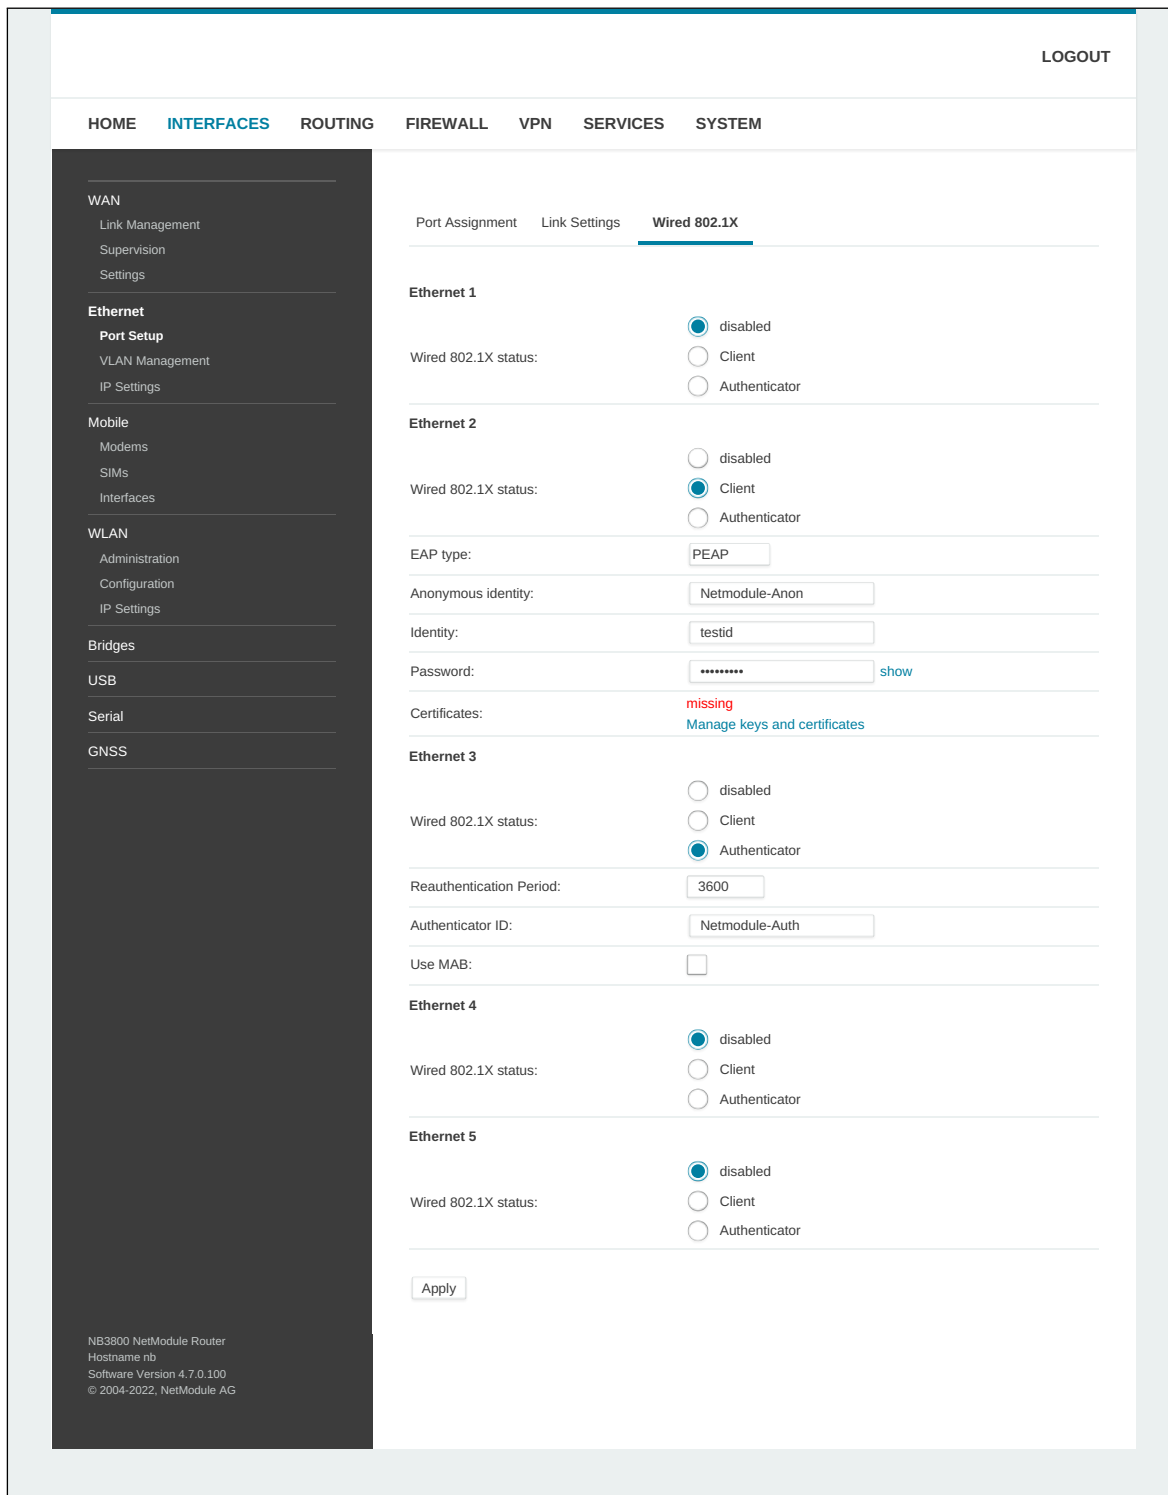 LOGOUT
HOME INTERFACES ROUTING FIREWALL VPN SERVICES SYSTEM
WAN
Link Management
Supervision
Settings
Ethernet
Port Setup
VLAN Management
IP Settings
Mobile
Modems
SIMs
Interfaces
WLAN
Administration
Configuration
IP Settings
Bridges
USB
Serial
GNSS
NB3800 NetModule Router
Hostname nb
Software Version 4.7.0.100
© 2004-2022, NetModule AG
Port Assignment Link Settings Wired 802.1X
Ethernet 1
Wired 802.1X status:
disabled
Client
Authenticator
Ethernet 2
Wired 802.1X status:
disabled
Client
Authenticator
EAP type: PEAP
Anonymous identity: Netmodule-Anon
Identity: testid
Password: ••••••••• show
Certificates:
missing
Manage keys and certificates
Ethernet 3
Wired 802.1X status:
disabled
Client
Authenticator
Reauthentication Period: 3600
Authenticator ID: Netmodule-Auth
Use MAB:
Ethernet 4
Wired 802.1X status:
disabled
Client
Authenticator
Ethernet 5
Wired 802.1X status:
disabled
Client
Authenticator
Apply